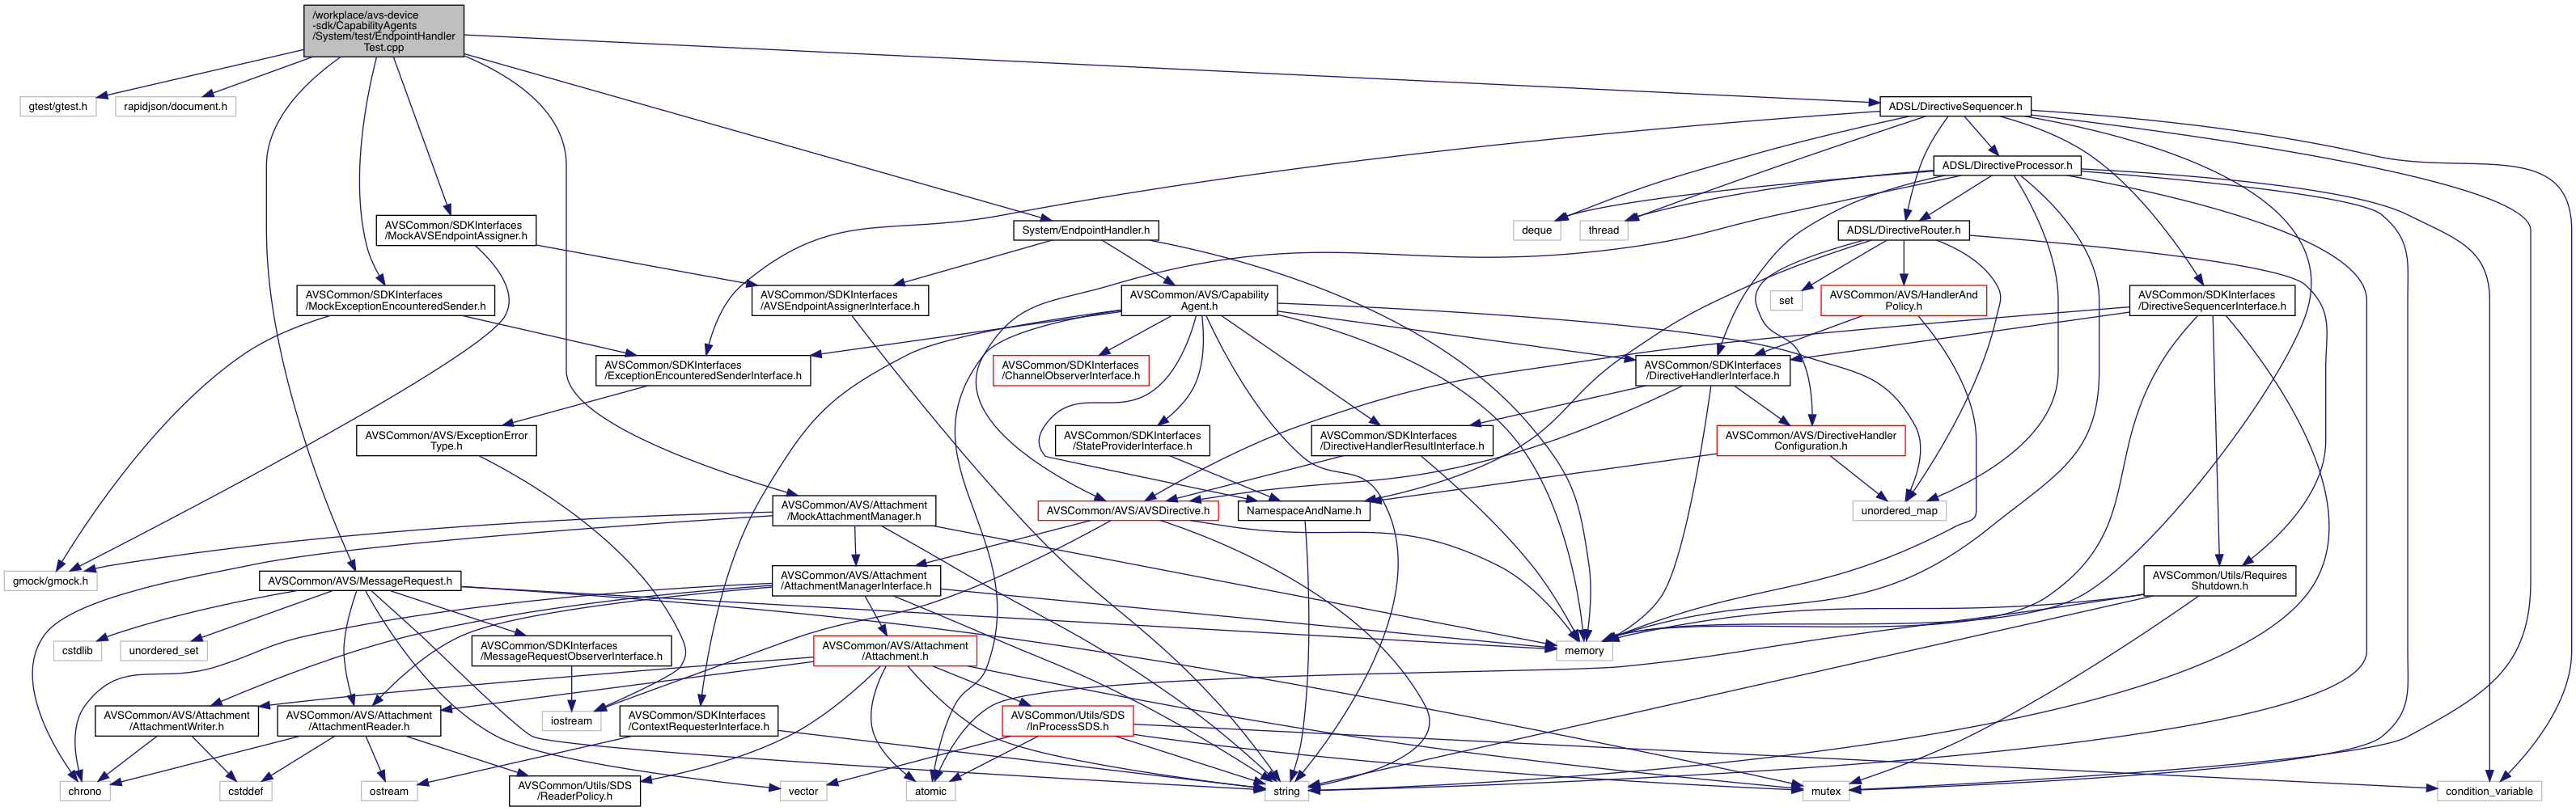 /workplace/avs-device
-sdk/CapabilityAgents
/System/test/EndpointHandler
Test.cpp
gtest/gtest.h
rapidjson/document.h
ADSL/DirectiveSequencer.h
ADSL/DirectiveProcessor.h
AVSCommon/SDKInterfaces
/MockAVSEndpointAssigner.h
System/EndpointHandler.h
deque
thread
ADSL/DirectiveRouter.h
AVSCommon/SDKInterfaces
/MockExceptionEncounteredSender.h
AVSCommon/SDKInterfaces
/AVSEndpointAssignerInterface.h
AVSCommon/AVS/Capability
Agent.h
set
AVSCommon/AVS/HandlerAnd
Policy.h
AVSCommon/SDKInterfaces
/DirectiveSequencerInterface.h
AVSCommon/SDKInterfaces
/ExceptionEncounteredSenderInterface.h
AVSCommon/SDKInterfaces
/ChannelObserverInterface.h
AVSCommon/SDKInterfaces
/DirectiveHandlerInterface.h
AVSCommon/AVS/ExceptionError
Type.h
AVSCommon/SDKInterfaces
/StateProviderInterface.h
AVSCommon/SDKInterfaces
/DirectiveHandlerResultInterface.h
AVSCommon/AVS/DirectiveHandler
Configuration.h
AVSCommon/AVS/Attachment
/MockAttachmentManager.h
AVSCommon/AVS/AVSDirective.h
NamespaceAndName.h
unordered_map
gmock/gmock.h
AVSCommon/AVS/MessageRequest.h
AVSCommon/AVS/Attachment
/AttachmentManagerInterface.h
AVSCommon/Utils/Requires
Shutdown.h
cstdlib
unordered_set
AVSCommon/SDKInterfaces
/MessageRequestObserverInterface.h
AVSCommon/AVS/Attachment
/Attachment.h
memory
AVSCommon/AVS/Attachment
/AttachmentWriter.h
AVSCommon/AVS/Attachment
/AttachmentReader.h
iostream
AVSCommon/SDKInterfaces
/ContextRequesterInterface.h
AVSCommon/Utils/SDS
/InProcessSDS.h
chrono
cstddef
ostream
AVSCommon/Utils/SDS
/ReaderPolicy.h
vector
atomic
string
mutex
condition_variable